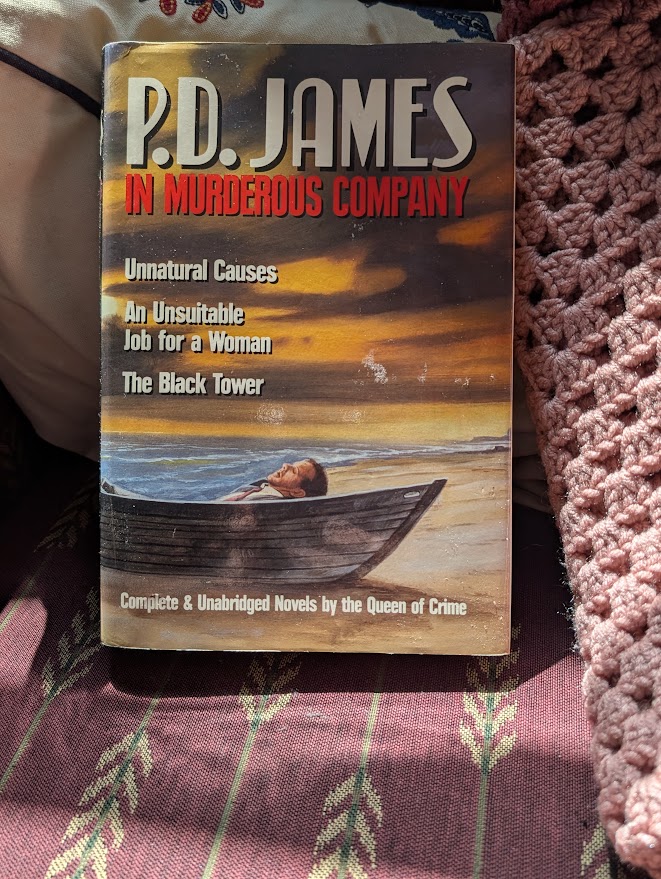 P.D. JAMES
IN MURDEROUS COMPANY
Unnatural Causes
An Unsuitable
Job for a Woman
The Black Tower
Complete & Unabridged Novels by the Queen of Crime